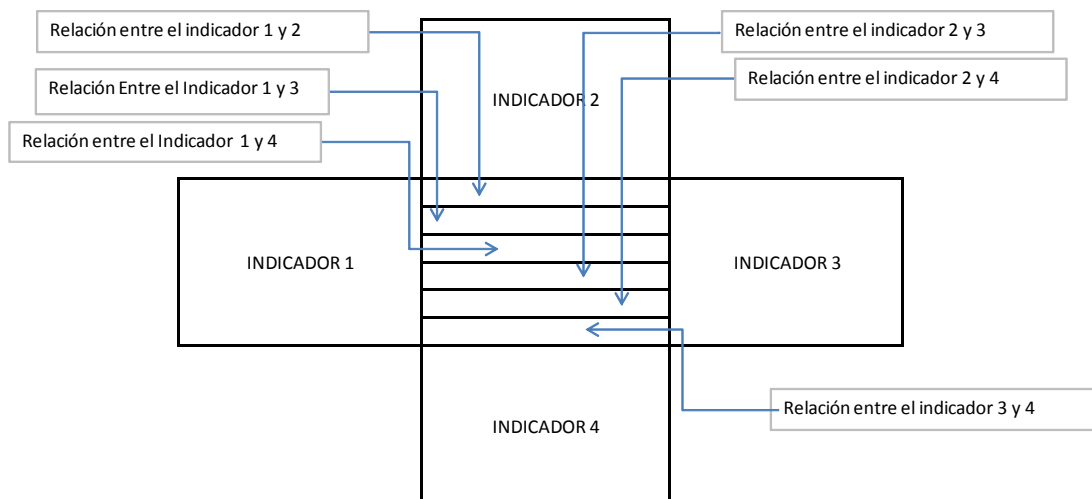 Relación entre el indicador 1 y 2
Relación entre el indicador 2 y 3
Relación Entre el Indicador 1 y 3
Relación entre el indicador 2 y 4
INDICADOR 2
Relación entre el Indicador 1 y 4
INDICADOR 1
INDICADOR 3
Relación entre el indicador 3 y 4
INDICADOR 4